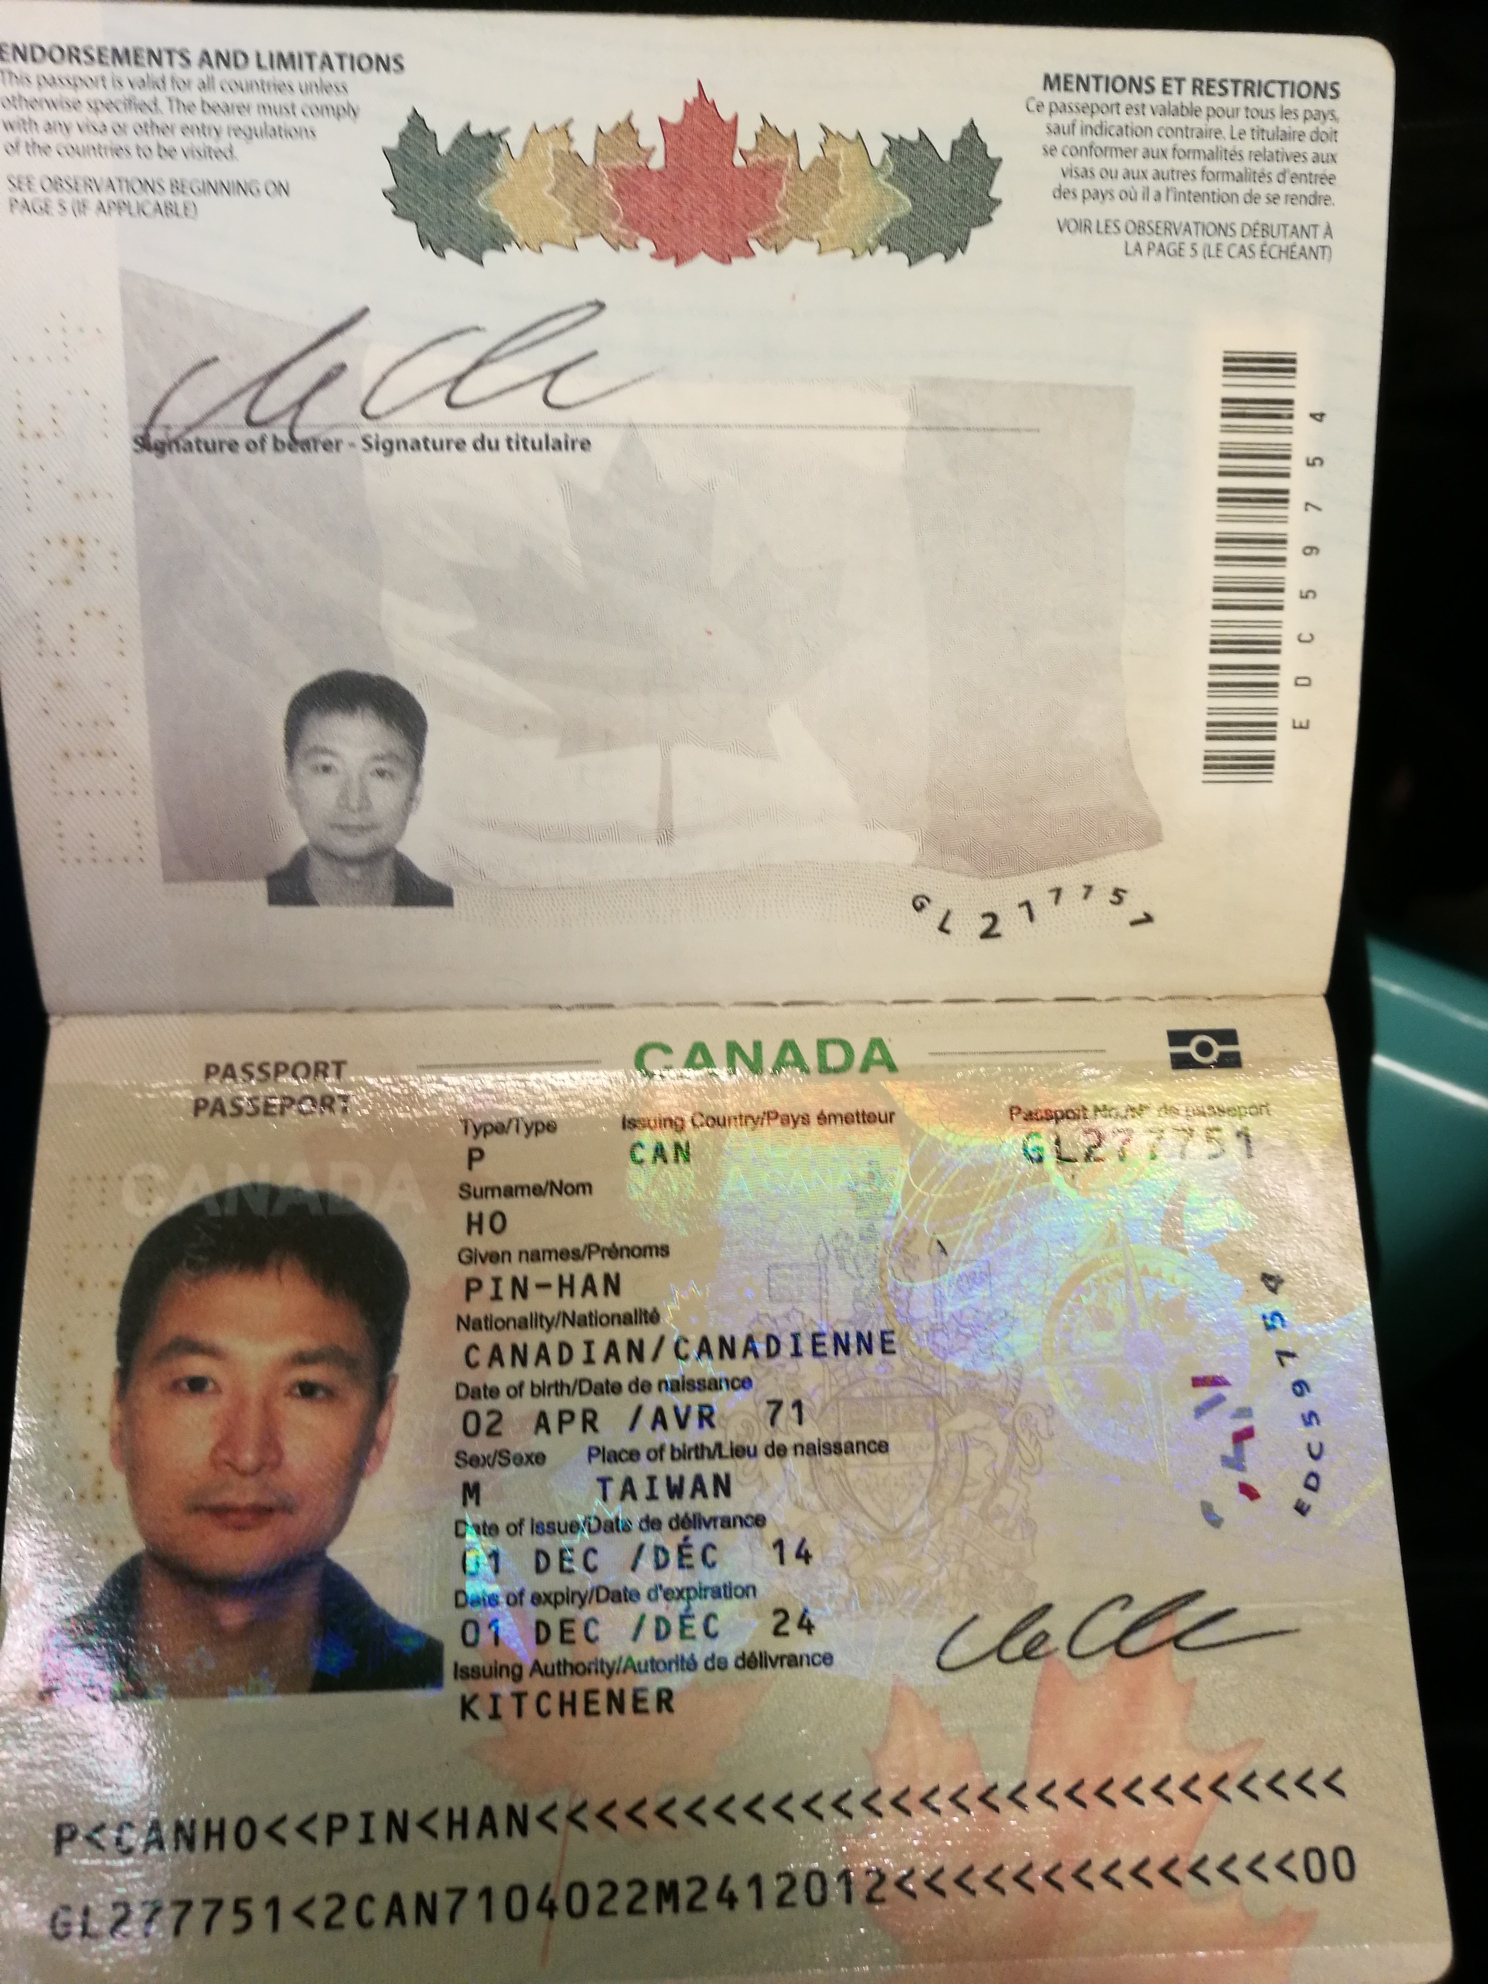 ENDORSEMENTS AND LIMITATIONS
This passport is valid for all countries unless
otherwise specified. The bearer must comply
with any visa or other entry regulations
of the countries to be visited.
SEE OBSERVATIONS BEGINNING ON
PAGE 5 (IF APPLICABLE)
MENTIONS ET RESTRICTIONS
Ce passeport est valable pour tous les pays,
sauf indication contraire. Le titulaire doit
se conformer aux formalités relatives aux
visas ou aux autres formalités d'entrée
des pays où il a l'intention de se rendre.
VOIR LES OBSERVATIONS DÉBUTANT À
LA PAGE 5 (LE CAS ÉCHÉANT)
Signature of bearer - Signature du titulaire
EDC59754
GL277751
PASSPORT
PASSEPORT
CANADA
CANADA
Type/Type Issuing Country/Pays émetteur Passport No./N° de passeport
P CAN GL277751
Surname/Nom
HO
Given names/Prénoms
PIN-HAN
Nationality/Nationalité
CANADIAN/CANADIENNE
Date of birth/Date de naissance
02 APR /AVR 71
Sex/Sexe Place of birth/Lieu de naissance
M TAIWAN
Date of issue/Date de délivrance
01 DEC /DÉC 14
Date of expiry/Date d'expiration
01 DEC /DÉC 24
Issuing Authority/Autorité de délivrance
KITCHENER
EDC59754
P<CANHO<<PIN<HAN<<<<<<<<<<<<<<<<<<<<<<<<<<<<
GL277751<2CAN7104022M2412012<<<<<<<<<<<<<<00